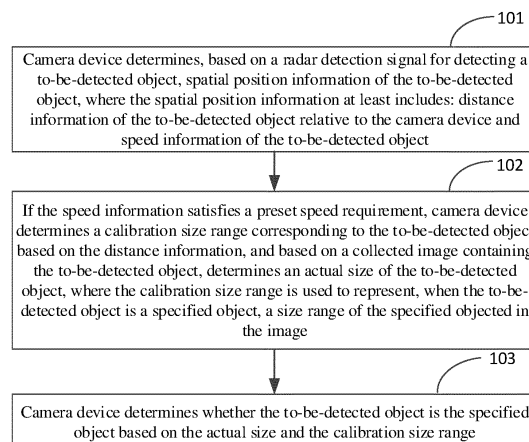 101
Camera device determines, based on a radar detection signal for detecting a
to-be-detected object, spatial position information of the to-be-detected
object, where the spatial position information at least includes: distance
information of the to-be-detected object relative to the camera device and
speed information of the to-be-detected object
102
If the speed information satisfies a preset speed requirement, camera device
determines a calibration size range corresponding to the to-be-detected object
based on the distance information, and based on a collected image containing
the to-be-detected object, determines an actual size of the to-be-detected
object, where the calibration size range is used to represent, when the to-be-
detected object is a specified object, a size range of the specified objected in
the image
103
Camera device determines whether the to-be-detected object is the specified
object based on the actual size and the calibration size range